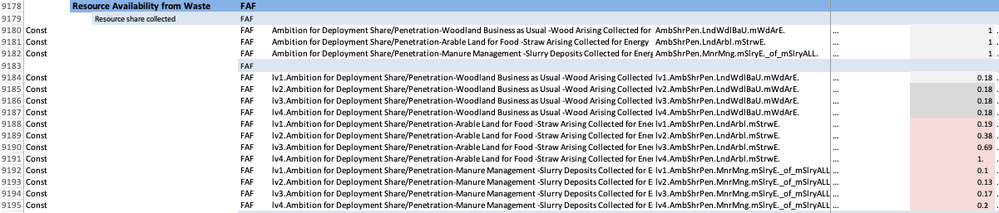 9178 Resource Availability from Waste FAF
9179 Resource share collected FAF
9180 Const FAF Ambition for Deployment Share/Penetration-Woodland Business as Usual -Wood Arising Collected for AmbShrPen.LndWdlBaU.mWdArE. ... 1 .
9181 Const FAF Ambition for Deployment Share/Penetration-Arable Land for Food -Straw Arising Collected for Energy AmbShrPen.LndArbl.mStrwE. ... 1 .
9182 Const FAF Ambition for Deployment Share/Penetration-Manure Management -Slurry Deposits Collected for Energ AmbShrPen.MnrMng.mSlryE._of_mSlryALL. ... 1 .
9183 FAF
9184 Const FAF lv1.Ambition for Deployment Share/Penetration-Woodland Business as Usual -Wood Arising Collected lv1.AmbShrPen.LndWdlBaU.mWdArE. ... 0.18 .
9185 Const FAF lv2.Ambition for Deployment Share/Penetration-Woodland Business as Usual -Wood Arising Collected lv2.AmbShrPen.LndWdlBaU.mWdArE. ... 0.18 .
9186 Const FAF lv3.Ambition for Deployment Share/Penetration-Woodland Business as Usual -Wood Arising Collected lv3.AmbShrPen.LndWdlBaU.mWdArE. ... 0.18 .
9187 Const FAF lv4.Ambition for Deployment Share/Penetration-Woodland Business as Usual -Wood Arising Collected lv4.AmbShrPen.LndWdlBaU.mWdArE. ... 0.18 .
9188 Const FAF lv1.Ambition for Deployment Share/Penetration-Arable Land for Food -Straw Arising Collected for Ener lv1.AmbShrPen.LndArbl.mStrwE. ... 0.19 .
9189 Const FAF lv2.Ambition for Deployment Share/Penetration-Arable Land for Food -Straw Arising Collected for Ener lv2.AmbShrPen.LndArbl.mStrwE. ... 0.38 .
9190 Const FAF lv3.Ambition for Deployment Share/Penetration-Arable Land for Food -Straw Arising Collected for Ener lv3.AmbShrPen.LndArbl.mStrwE. ... 0.69 .
9191 Const FAF lv4.Ambition for Deployment Share/Penetration-Arable Land for Food -Straw Arising Collected for Ener lv4.AmbShrPen.LndArbl.mStrwE. ... 1. .
9192 Const FAF lv1.Ambition for Deployment Share/Penetration-Manure Management -Slurry Deposits Collected for E lv1.AmbShrPen.MnrMng.mSlryE._of_mSlryALL ... 0.1 .
9193 Const FAF lv2.Ambition for Deployment Share/Penetration-Manure Management -Slurry Deposits Collected for E lv2.AmbShrPen.MnrMng.mSlryE._of_mSlryALL ... 0.13 .
9194 Const FAF lv3.Ambition for Deployment Share/Penetration-Manure Management -Slurry Deposits Collected for E lv3.AmbShrPen.MnrMng.mSlryE._of_mSlryALL ... 0.17 .
9195 Const FAF lv4.Ambition for Deployment Share/Penetration-Manure Management -Slurry Deposits Collected for E lv4.AmbShrPen.MnrMng.mSlryE._of_mSlryALL ... 0.2 .